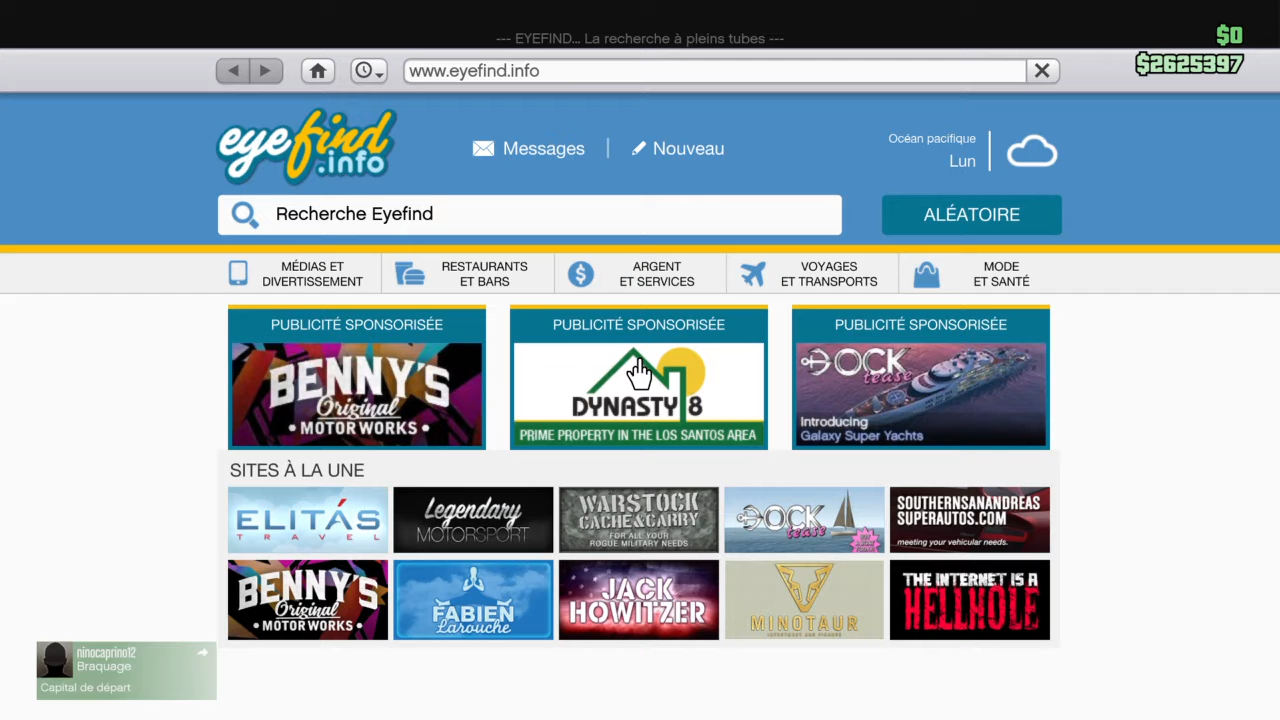 --- EYEFIND... La recherche à pleins tubes ---
$0
$2625397
www.eyefind.info
eyefind
.info
Messages
Nouveau
Océan pacifique
Lun
Recherche Eyefind
ALÉATOIRE
MÉDIAS ET
DIVERTISSEMENT
RESTAURANTS
ET BARS
ARGENT
ET SERVICES
VOYAGES
ET TRANSPORTS
MODE
ET SANTÉ
PUBLICITÉ SPONSORISÉE
BENNY'S
Original
• MOTORWORKS •
PUBLICITÉ SPONSORISÉE
DYNASTY 8
PRIME PROPERTY IN THE LOS SANTOS AREA
PUBLICITÉ SPONSORISÉE
DOCK
tease
Introducing
Galaxy Super Yachts
SITES À LA UNE
ELITÁS
TRAVEL
Legendary
MOTORSPORT
WARSTOCK
CACHE&CARRY
FOR ALL YOUR
ROGUE MILITARY NEEDS
DOCK
tease
SOUTHERNSANANDREAS
SUPERAUTOS.COM
meeting your vehicular needs.
BENNY'S
Original
• MOTORWORKS •
FABIEN
Larouche
JACK
HOWITZER
MINOTAUR
THE INTERNET IS A
HELLHOLE
ninocaprino12
Braquage
Capital de départ